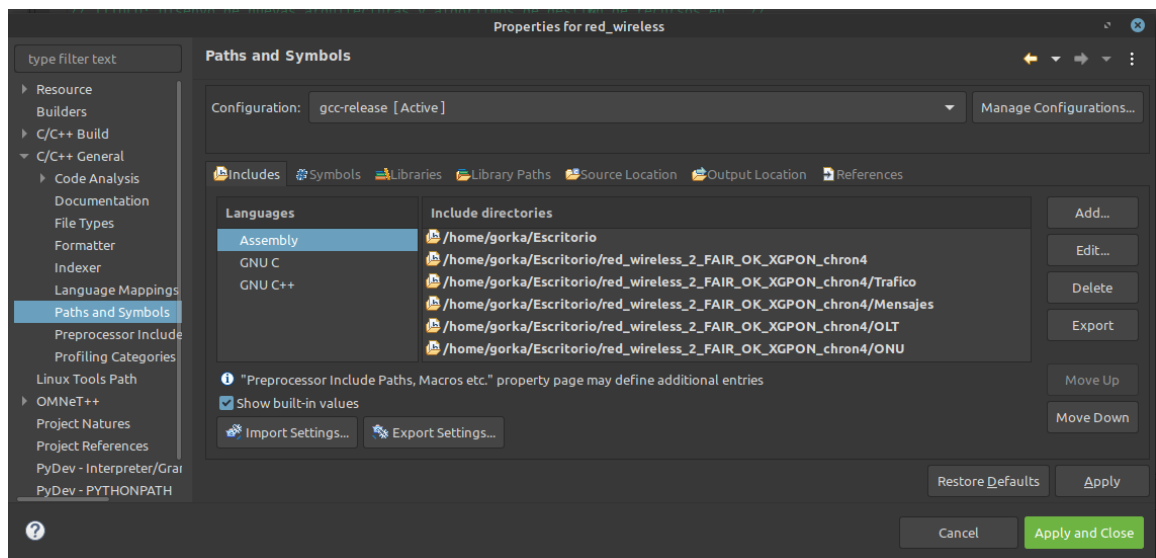 Properties for red_wireless
type filter text
Paths and Symbols
Resource
Builders
C/C++ Build
C/C++ General
Code Analysis
Documentation
File Types
Formatter
Indexer
Language Mappings
Paths and Symbols
Preprocessor Include
Profiling Categories
Linux Tools Path
OMNeT++
Project Natures
Project References
PyDev - Interpreter/Gran
PyDev - PYTHONPATH
Configuration: gcc-release [ Active ] Manage Configurations...
Includes Symbols Libraries Library Paths Source Location Output Location References
Languages
Assembly
GNU C
GNU C++
Include directories
/home/gorka/Escritorio
/home/gorka/Escritorio/red_wireless_2_FAIR_OK_XGPON_chron4
/home/gorka/Escritorio/red_wireless_2_FAIR_OK_XGPON_chron4/Trafico
/home/gorka/Escritorio/red_wireless_2_FAIR_OK_XGPON_chron4/Mensajes
/home/gorka/Escritorio/red_wireless_2_FAIR_OK_XGPON_chron4/OLT
/home/gorka/Escritorio/red_wireless_2_FAIR_OK_XGPON_chron4/ONU
Add...
Edit...
Delete
Export
Move Up
Move Down
"Preprocessor Include Paths, Macros etc." property page may define additional entries
Show built-in values
Import Settings... Export Settings...
Restore Defaults Apply
Cancel Apply and Close